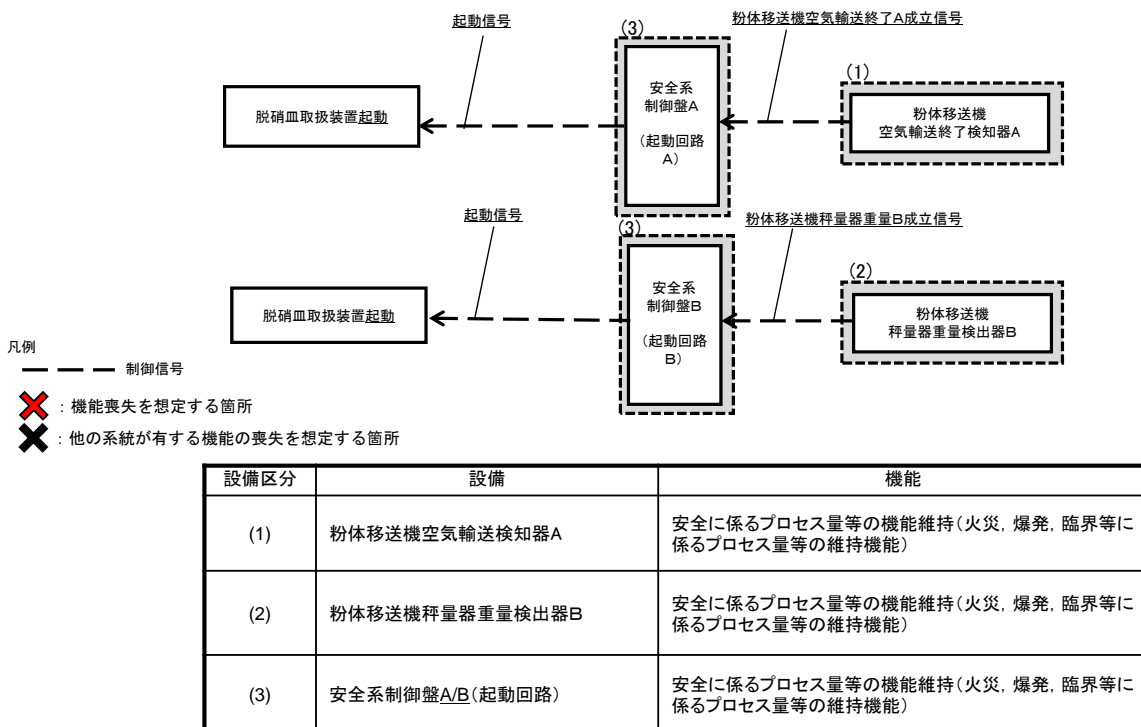 起動信号
(3)
粉体移送機空気輸送終了A成立信号
(1)
脱硝皿取扱装置起動
安全系
制御盤A
(起動回路
A)
粉体移送機
空気輸送終了検知器A
起動信号
(3)
粉体移送機秤量器重量B成立信号
(2)
脱硝皿取扱装置起動
安全系
制御盤B
(起動回路
B)
粉体移送機
秤量器重量検出器B
凡例
制御信号
：機能喪失を想定する箇所
：他の系統が有する機能の喪失を想定する箇所
設備区分 設備 機能
(1) 粉体移送機空気輸送検知器A 安全に係るプロセス量等の機能維持(火災，爆発，臨界等に
係るプロセス量等の維持機能)
(2) 粉体移送機秤量器重量検出器B 安全に係るプロセス量等の機能維持(火災，爆発，臨界等に
係るプロセス量等の維持機能)
(3) 安全系制御盤A/B(起動回路) 安全に係るプロセス量等の機能維持(火災，爆発，臨界等に
係るプロセス量等の維持機能)